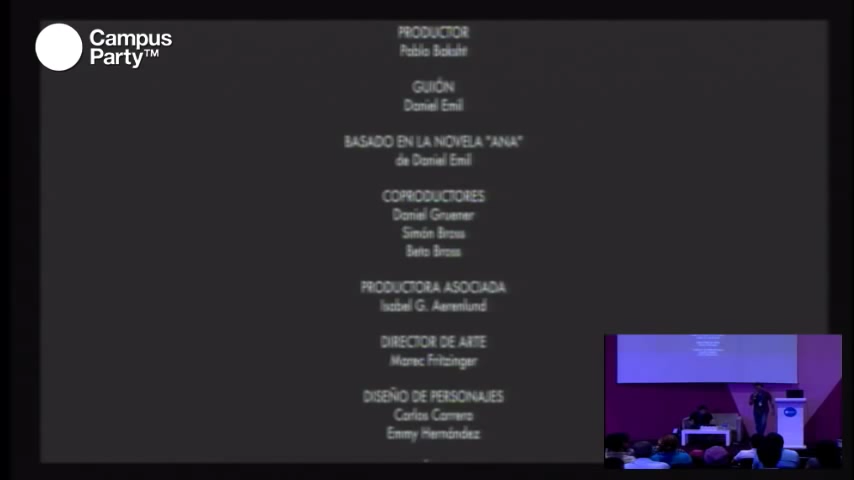 Campus
Party™
PRODUCTOR
Pablo Baksht
GUIÓN
Daniel Emil
BASADO EN LA NOVELA "ANA"
de Daniel Emil
COPRODUCTORES
Daniel Gruener
Simón Bross
Beto Bross
PRODUCTORA ASOCIADA
Isabel G. Aerenlund
DIRECTOR DE ARTE
Marec Fritzinger
DISEÑO DE PERSONAJES
Carlos Carrera
Emmy Hernández